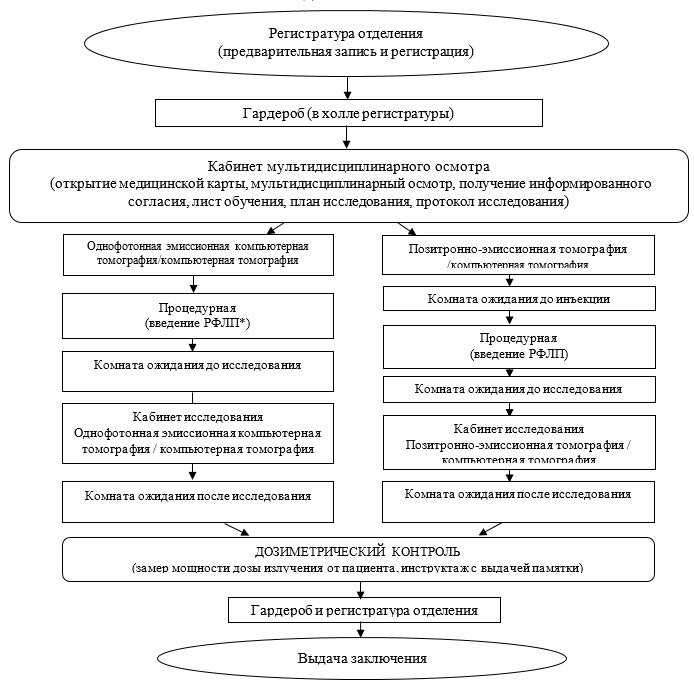 Регистратура отделения
(предварительная запись и регистрация)
Гардероб (в холле регистратуры)
Кабинет мультидисциплинарного осмотра
(открытие медицинской карты, мультидисциплинарный осмотр, получение информированного
согласия, лист обучения, план исследования, протокол исследования)
Однофотонная эмиссионная компьютерная
томография/компьютерная томография
Процедурная
(введение РФЛП*)
Комната ожидания до исследования
Кабинет исследования
Однофотонная эмиссионная компьютерная
томография / компьютерная томография
Комната ожидания после исследования
Позитронно-эмиссионная томография
/компьютерная томография
Комната ожидания до инъекции
Процедурная
(введение РФЛП)
Комната ожидания до исследования
Кабинет исследования
Позитронно-эмиссионная томография /
компьютерная томография
Комната ожидания после исследования
ДОЗИМЕТРИЧЕСКИЙ КОНТРОЛЬ
(замер мощности дозы излучения от пациента, инструктаж с выдачей памятки)
Гардероб и регистратура отделения
Выдача заключения